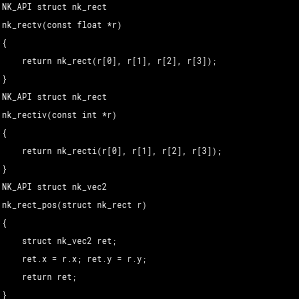 NK_API struct nk_rect
nk_rectv(const float *r)
{
    return nk_rect(r[0], r[1], r[2], r[3]);
}
NK_API struct nk_rect
nk_rectiv(const int *r)
{
    return nk_recti(r[0], r[1], r[2], r[3]);
}
NK_API struct nk_vec2
nk_rect_pos(struct nk_rect r)
{
    struct nk_vec2 ret;
    ret.x = r.x; ret.y = r.y;
    return ret;
}